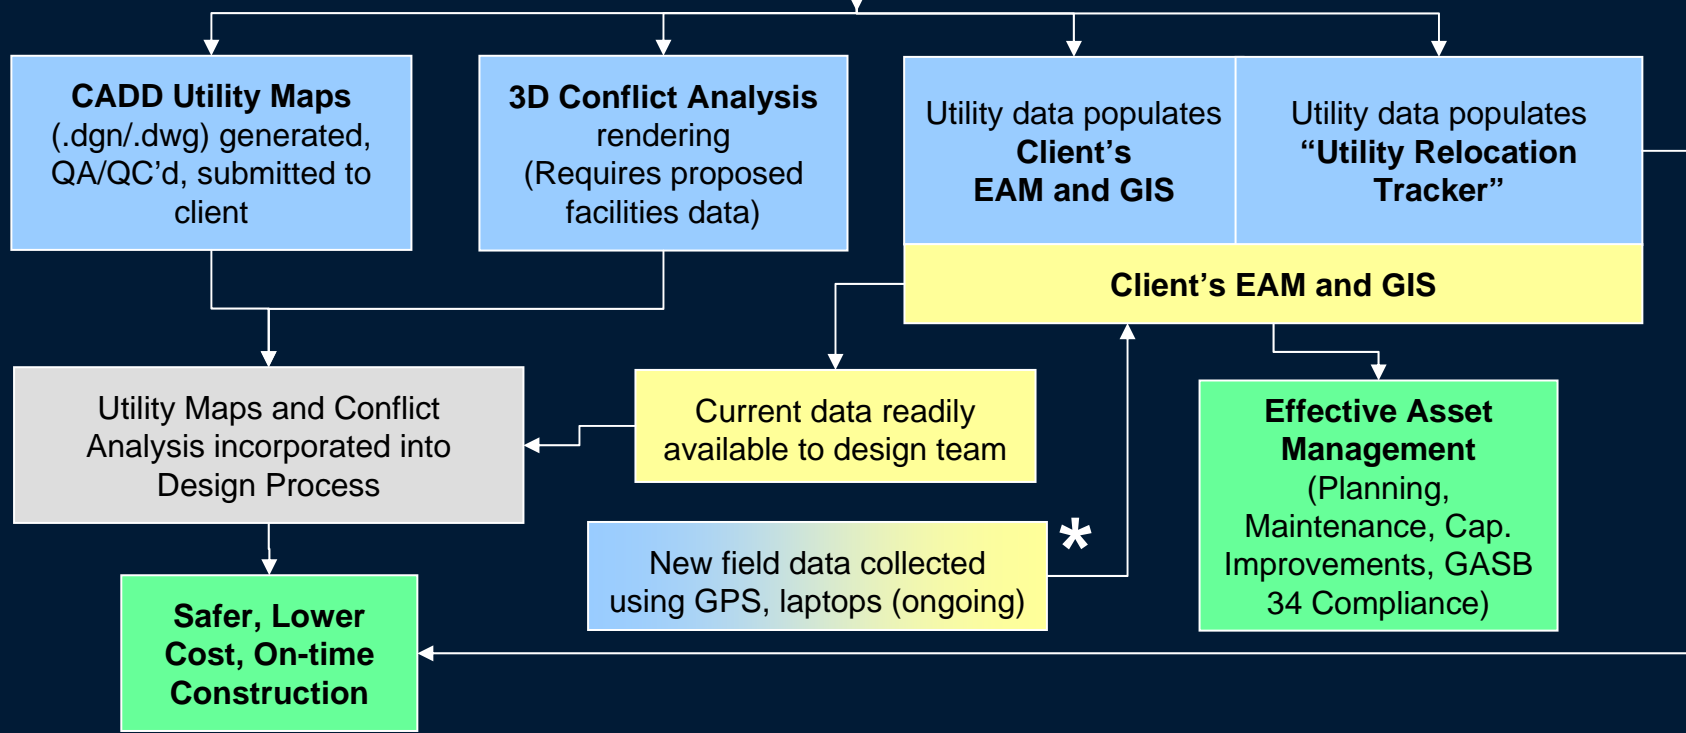 CADD Utility Maps
(.dgn/.dwg) generated,
QA/QC’d, submitted to
client
3D Conflict Analysis
rendering
(Requires proposed
facilities data)
Utility data populates
Client’s
EAM and GIS
Utility data populates
“Utility Relocation
Tracker”
Client’s EAM and GIS
Utility Maps and Conflict
Analysis incorporated into
Design Process
Current data readily
available to design team
Effective Asset
Management
(Planning,
Maintenance, Cap.
Improvements, GASB
34 Compliance)
New field data collected
using GPS, laptops (ongoing)
*
Safer, Lower
Cost, On-time
Construction